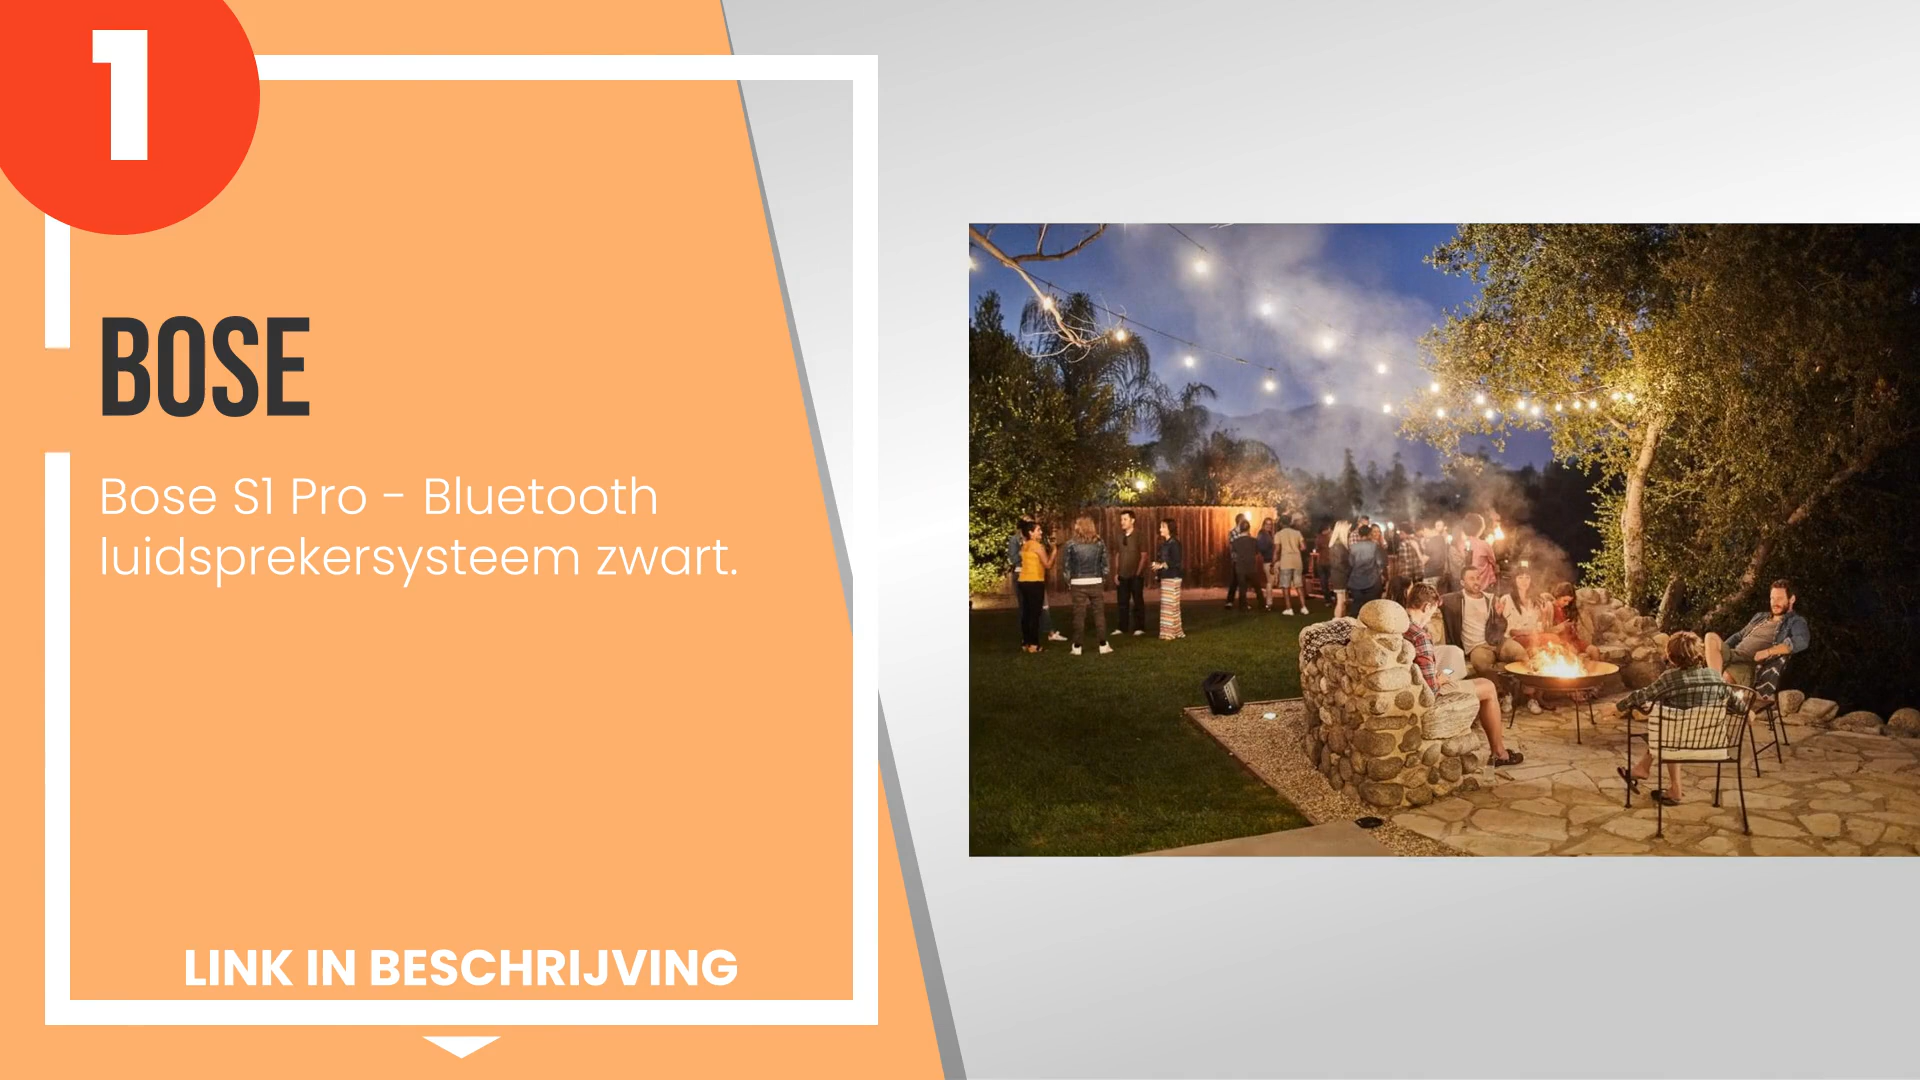 1
BOSE
Bose S1 Pro - Bluetooth
luidsprekersysteem zwart.
LINK IN BESCHRIJVING